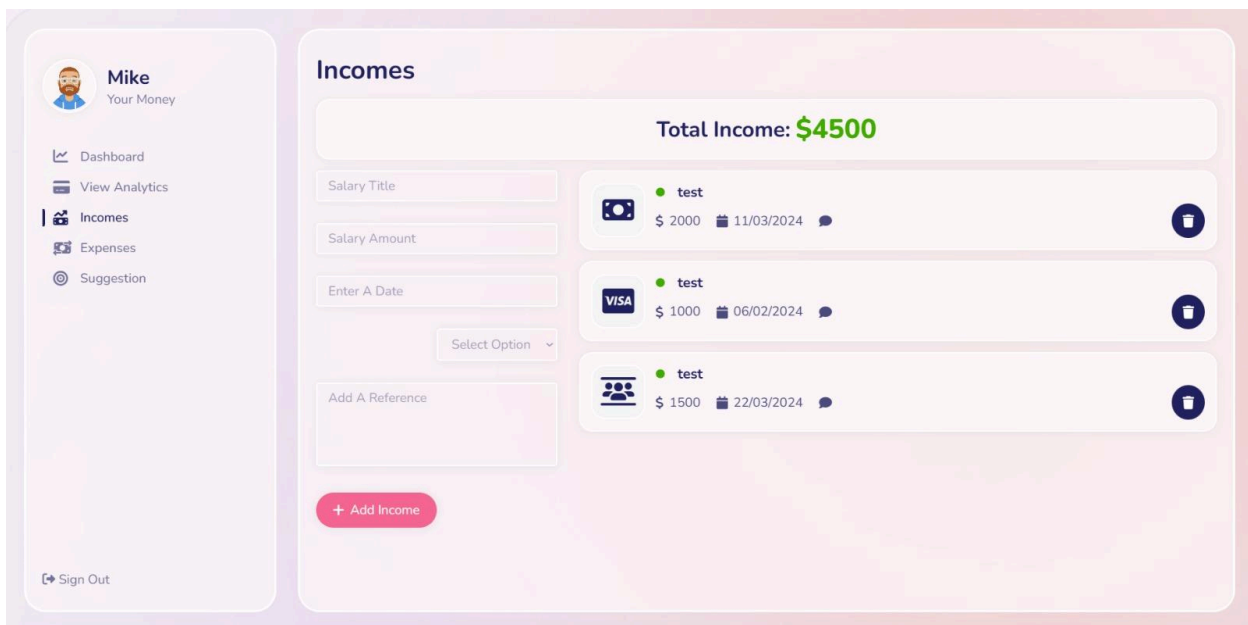 Mike
Your Money
Dashboard
View Analytics
Incomes
Expenses
Suggestion
Sign Out
Incomes
Total Income: $4500
Salary Title
Salary Amount
Enter A Date
Select Option
Add A Reference
+ Add Income
test
$ 2000 11/03/2024
VISA
test
$ 1000 06/02/2024
test
$ 1500 22/03/2024